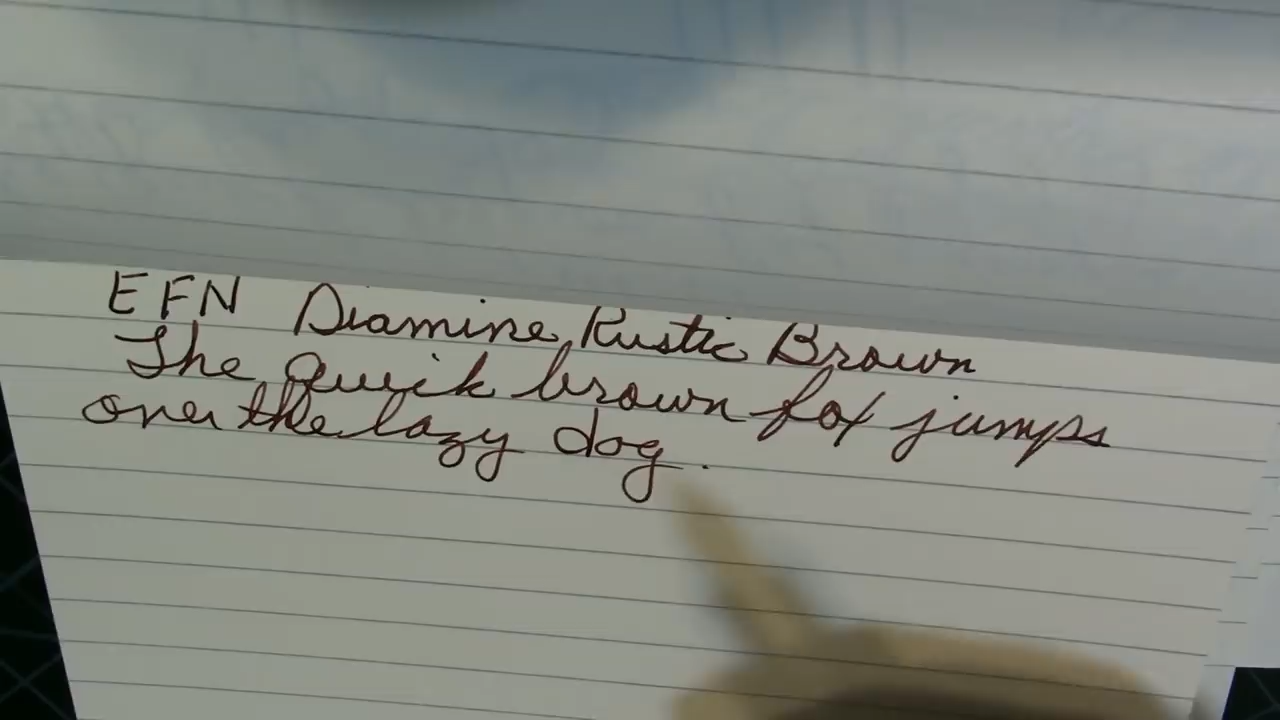 EFN Diamine Rustic Brown
The quick brown fox jumps
over the lazy dog.